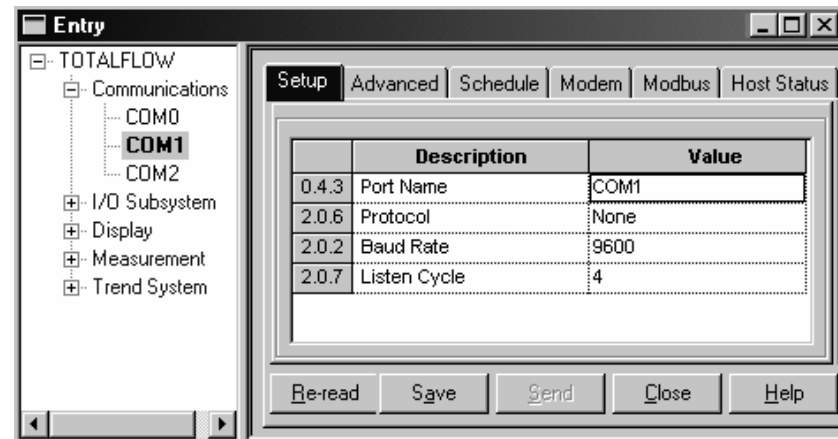 Entry
TOTALFLOW
Communications
COM0
COM1
COM2
I/O Subsystem
Display
Measurement
Trend System
Setup Advanced Schedule Modem Modbus Host Status
Description Value
0.4.3 Port Name COM1
2.0.6 Protocol None
2.0.2 Baud Rate 9600
2.0.7 Listen Cycle 4
Re-read Save Send Close Help